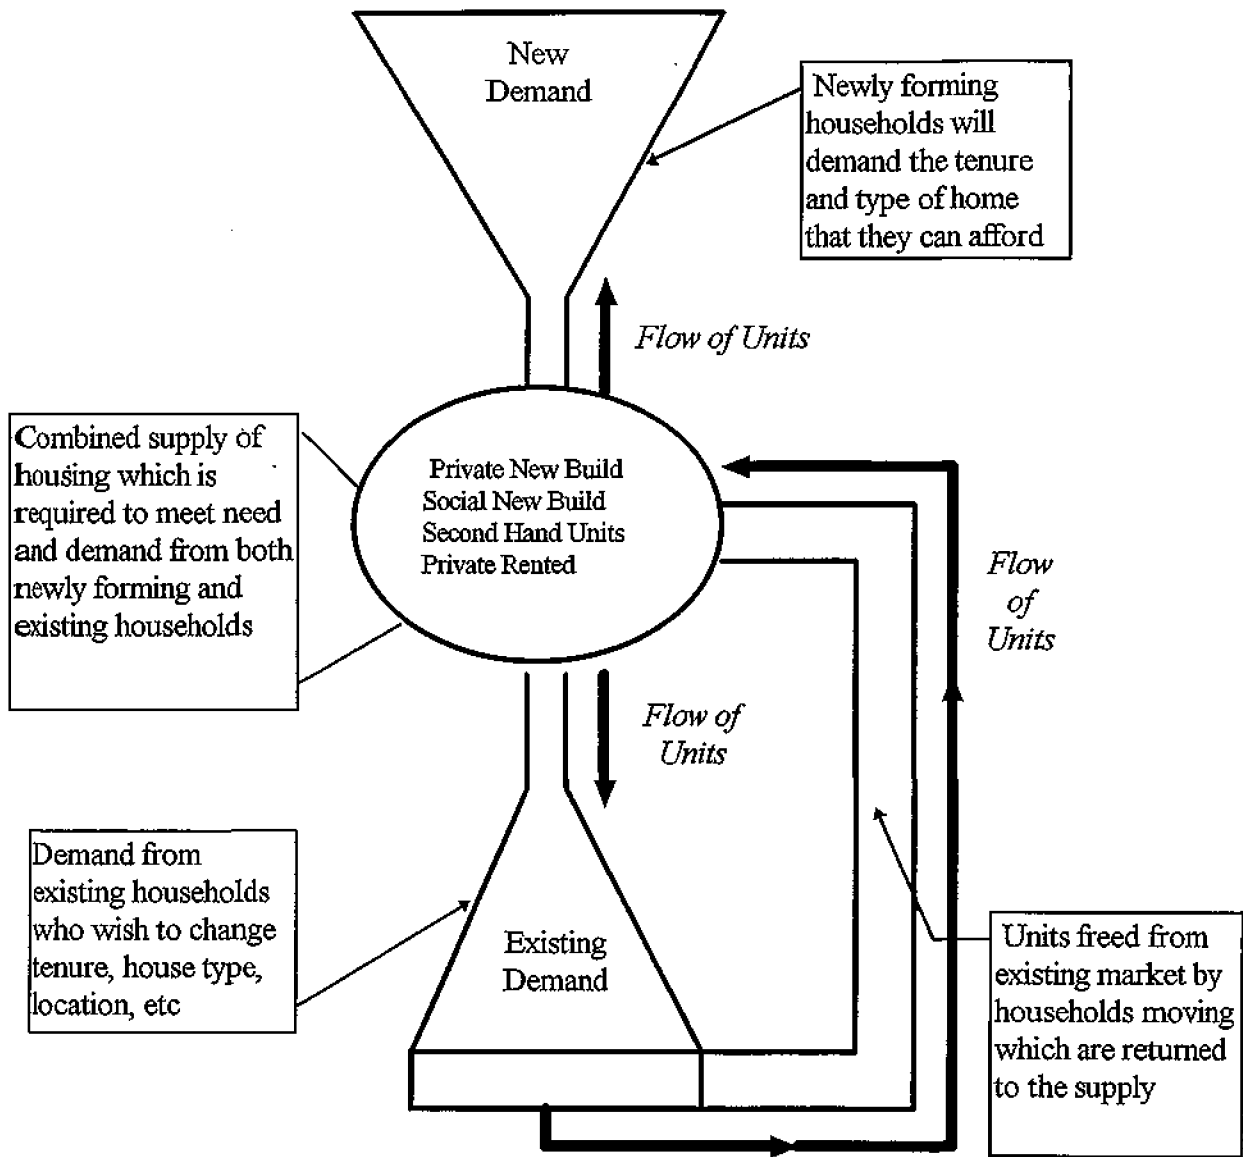 New
Demand
Newly forming
households will
demand the tenure
and type of home
that they can afford
Flow of Units
Combined supply of
housing which is
required to meet need
and demand from both
newly forming and
existing households
Private New Build
Social New Build
Second Hand Units
Private Rented
Flow
of
Units
Flow of
Units
Demand from
existing households
who wish to change
tenure, house type,
location, etc
Existing
Demand
Units freed from
existing market by
households moving
which are returned
to the supply